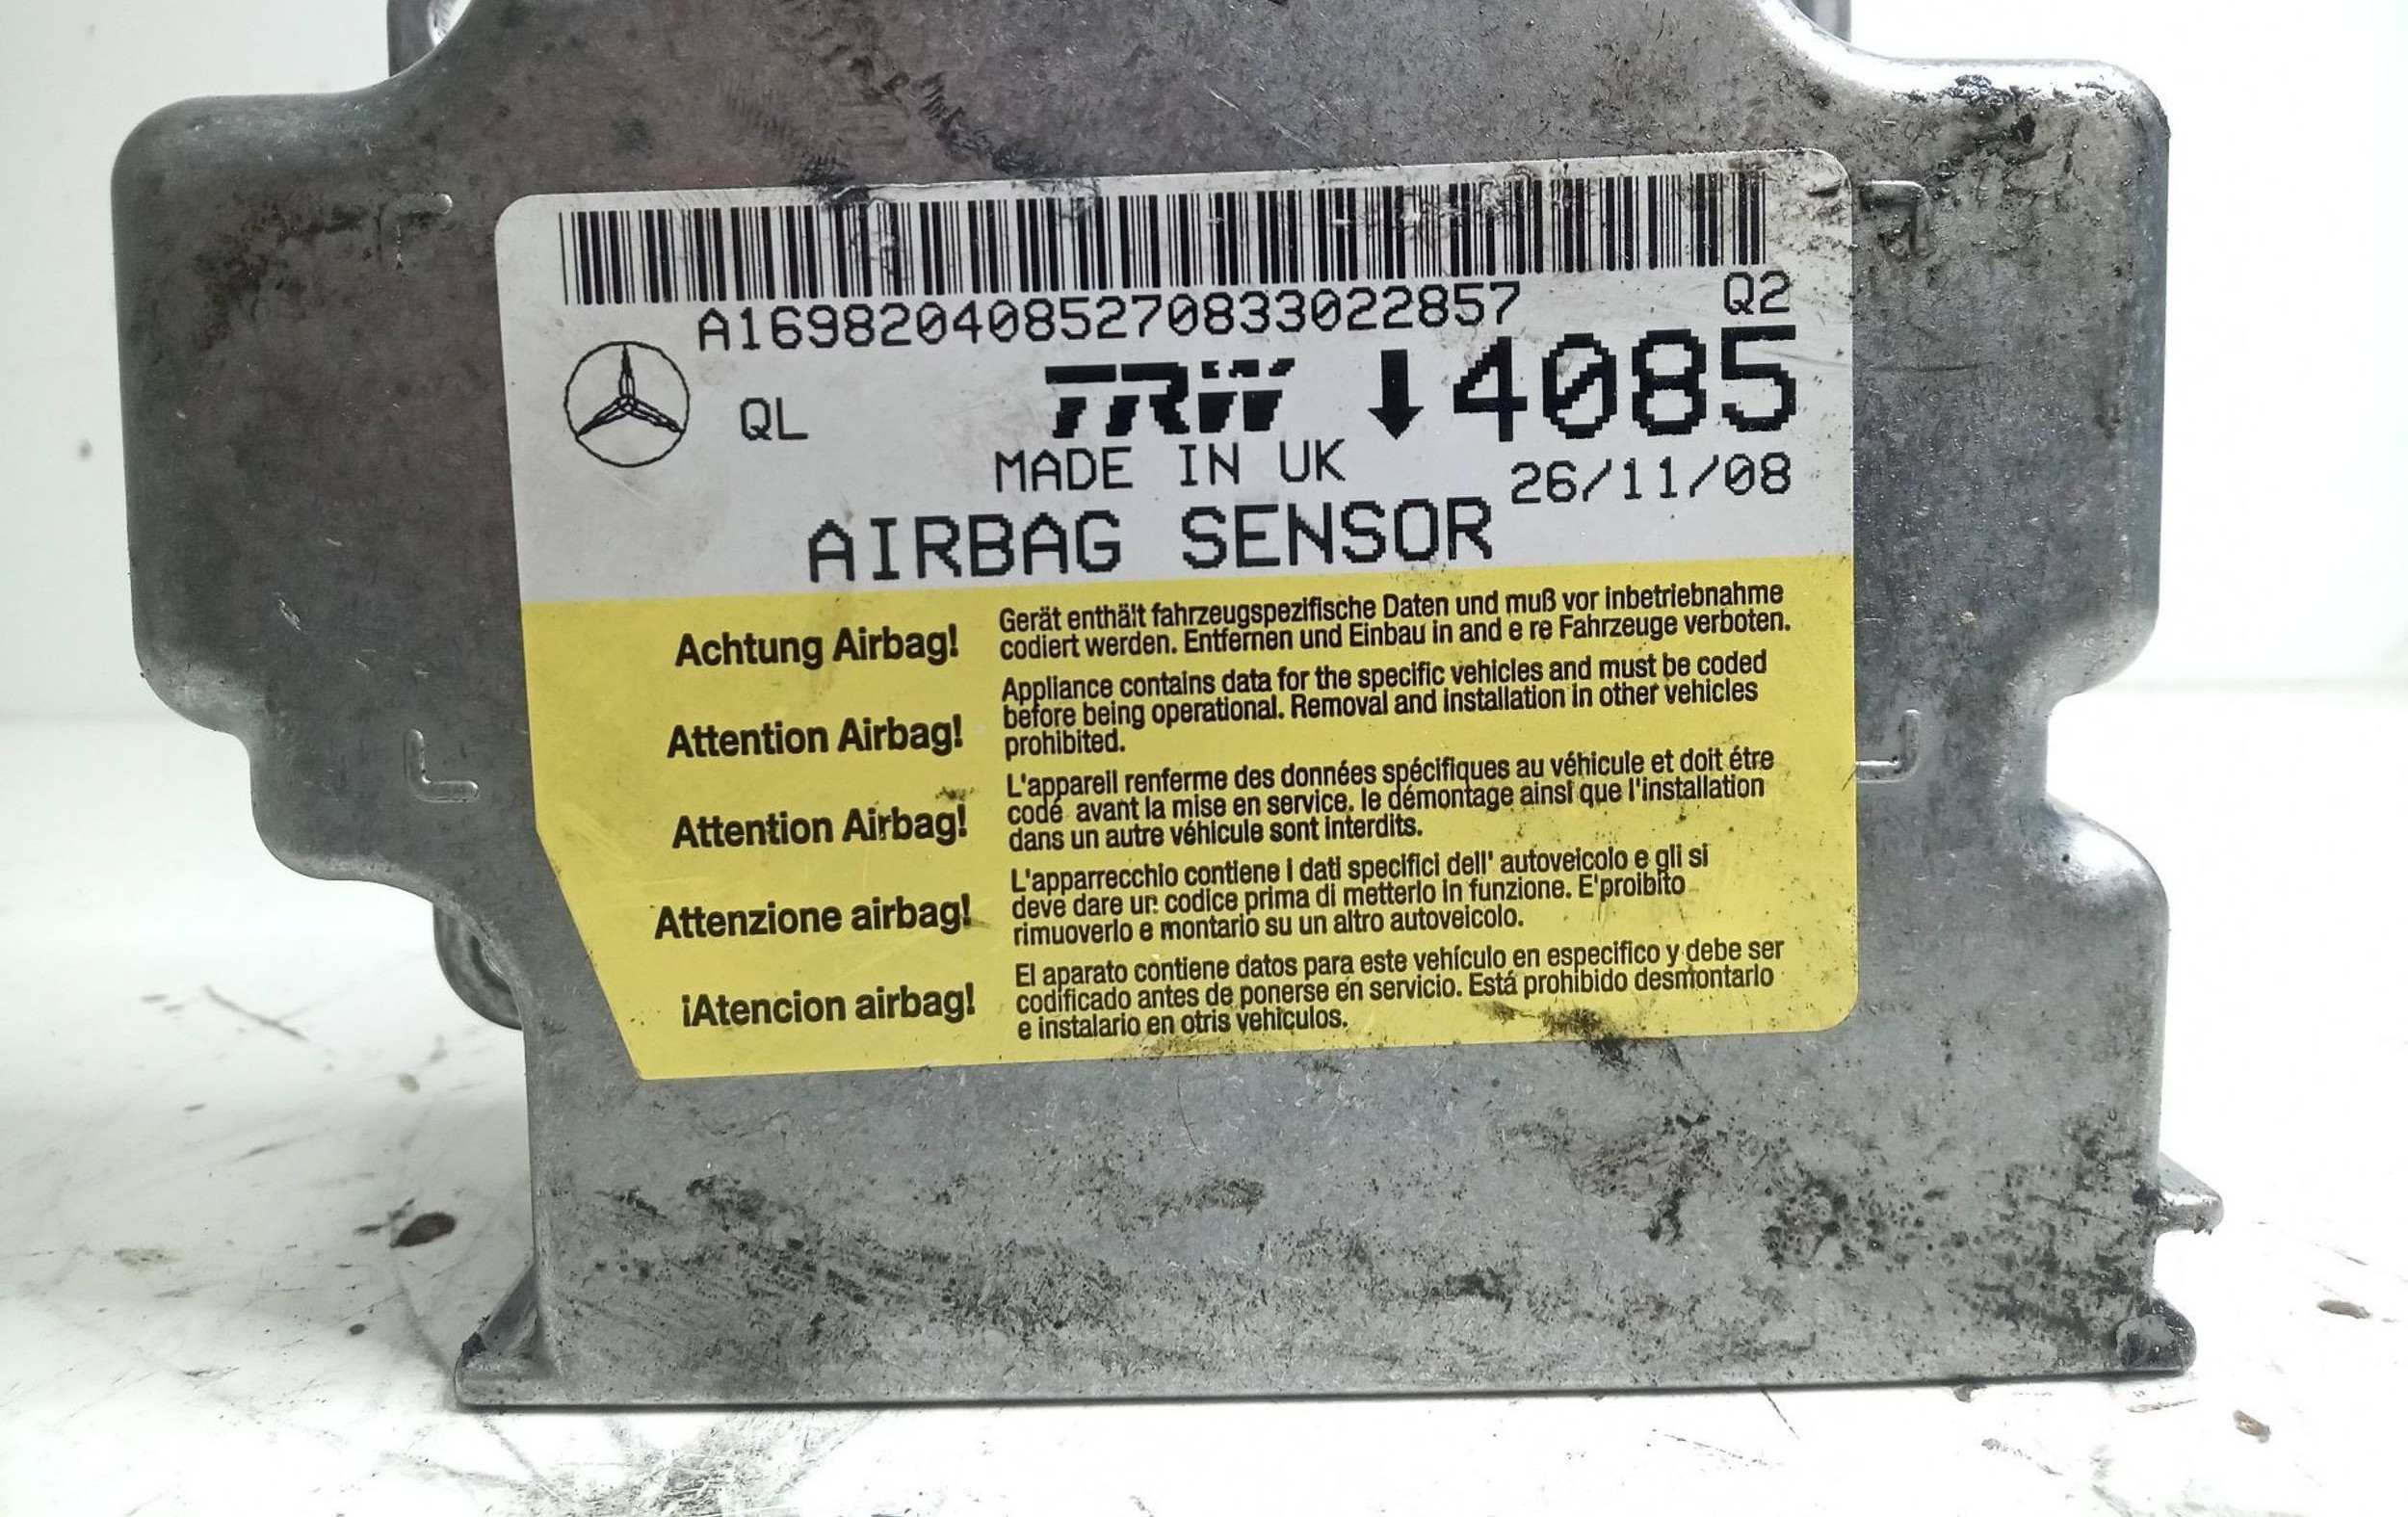 A1698204085270833022857
Q2
QL
TRW
4085
MADE IN UK
26/11/08
AIRBAG SENSOR
Achtung Airbag!
Gerät enthält fahrzeugspezifische Daten und muß vor inbetriebnahme
codiert werden. Entfernen und Einbau in and e re Fahrzeuge verboten.
Attention Airbag!
Appliance contains data for the specific vehicles and must be coded
before being operational. Removal and installation in other vehicles
prohibited.
Attention Airbag!
L'appareil renferme des données spécifiques au véhicule et doit étre
codé avant la mise en service. le démontage ainsi que l'installation
dans un autre véhicule sont interdits.
Attenzione airbag!
L'apparrecchio contiene i dati specifici dell' autoveicolo e gli si
deve dare un codice prima di metterlo in funzione. E'proibito
rimuoverlo e montario su un altro autoveicolo.
¡Atencion airbag!
El aparato contiene datos para este vehículo en especifico y debe ser
codificado antes de ponerse en servicio. Está prohibido desmontarlo
e instalario en otris vehiculos.